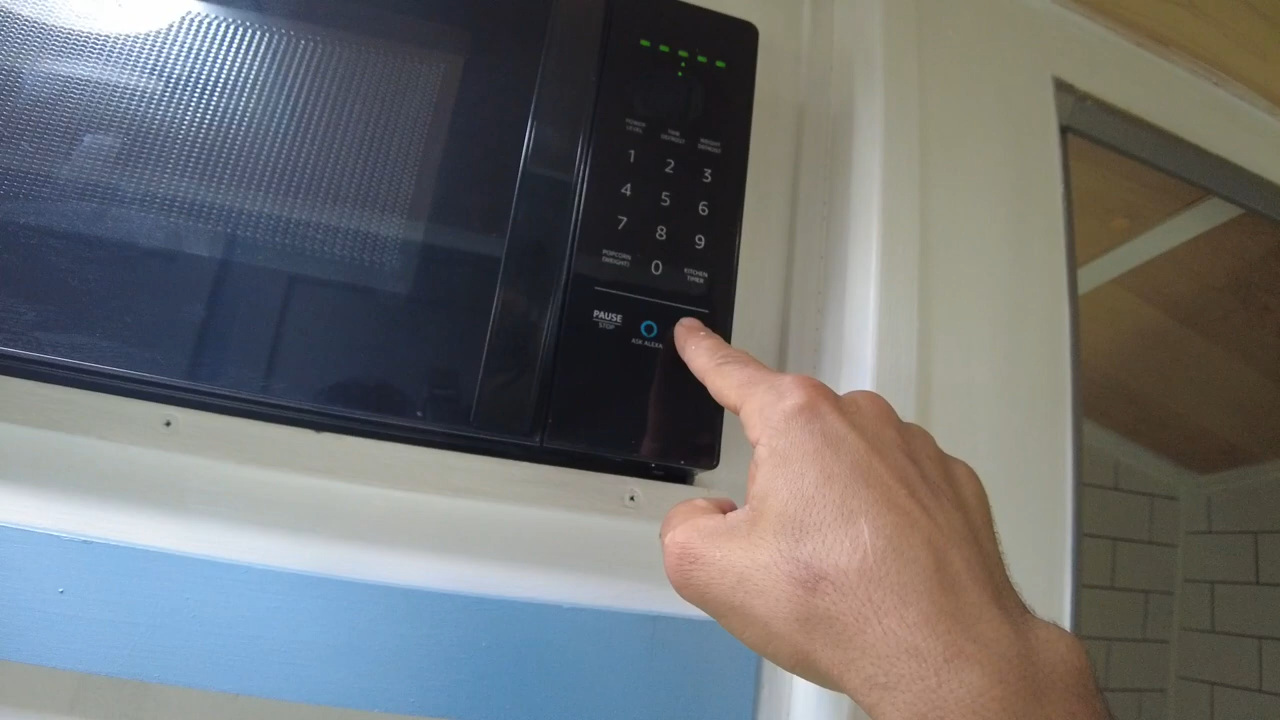 POWER LEVEL
TIME DEFROST
WEIGHT DEFROST
1 2 3
4 5 6
7 8 9
POPCORN (WEIGHT)
0
KITCHEN TIMER
PAUSE
STOP
ASK ALEXA